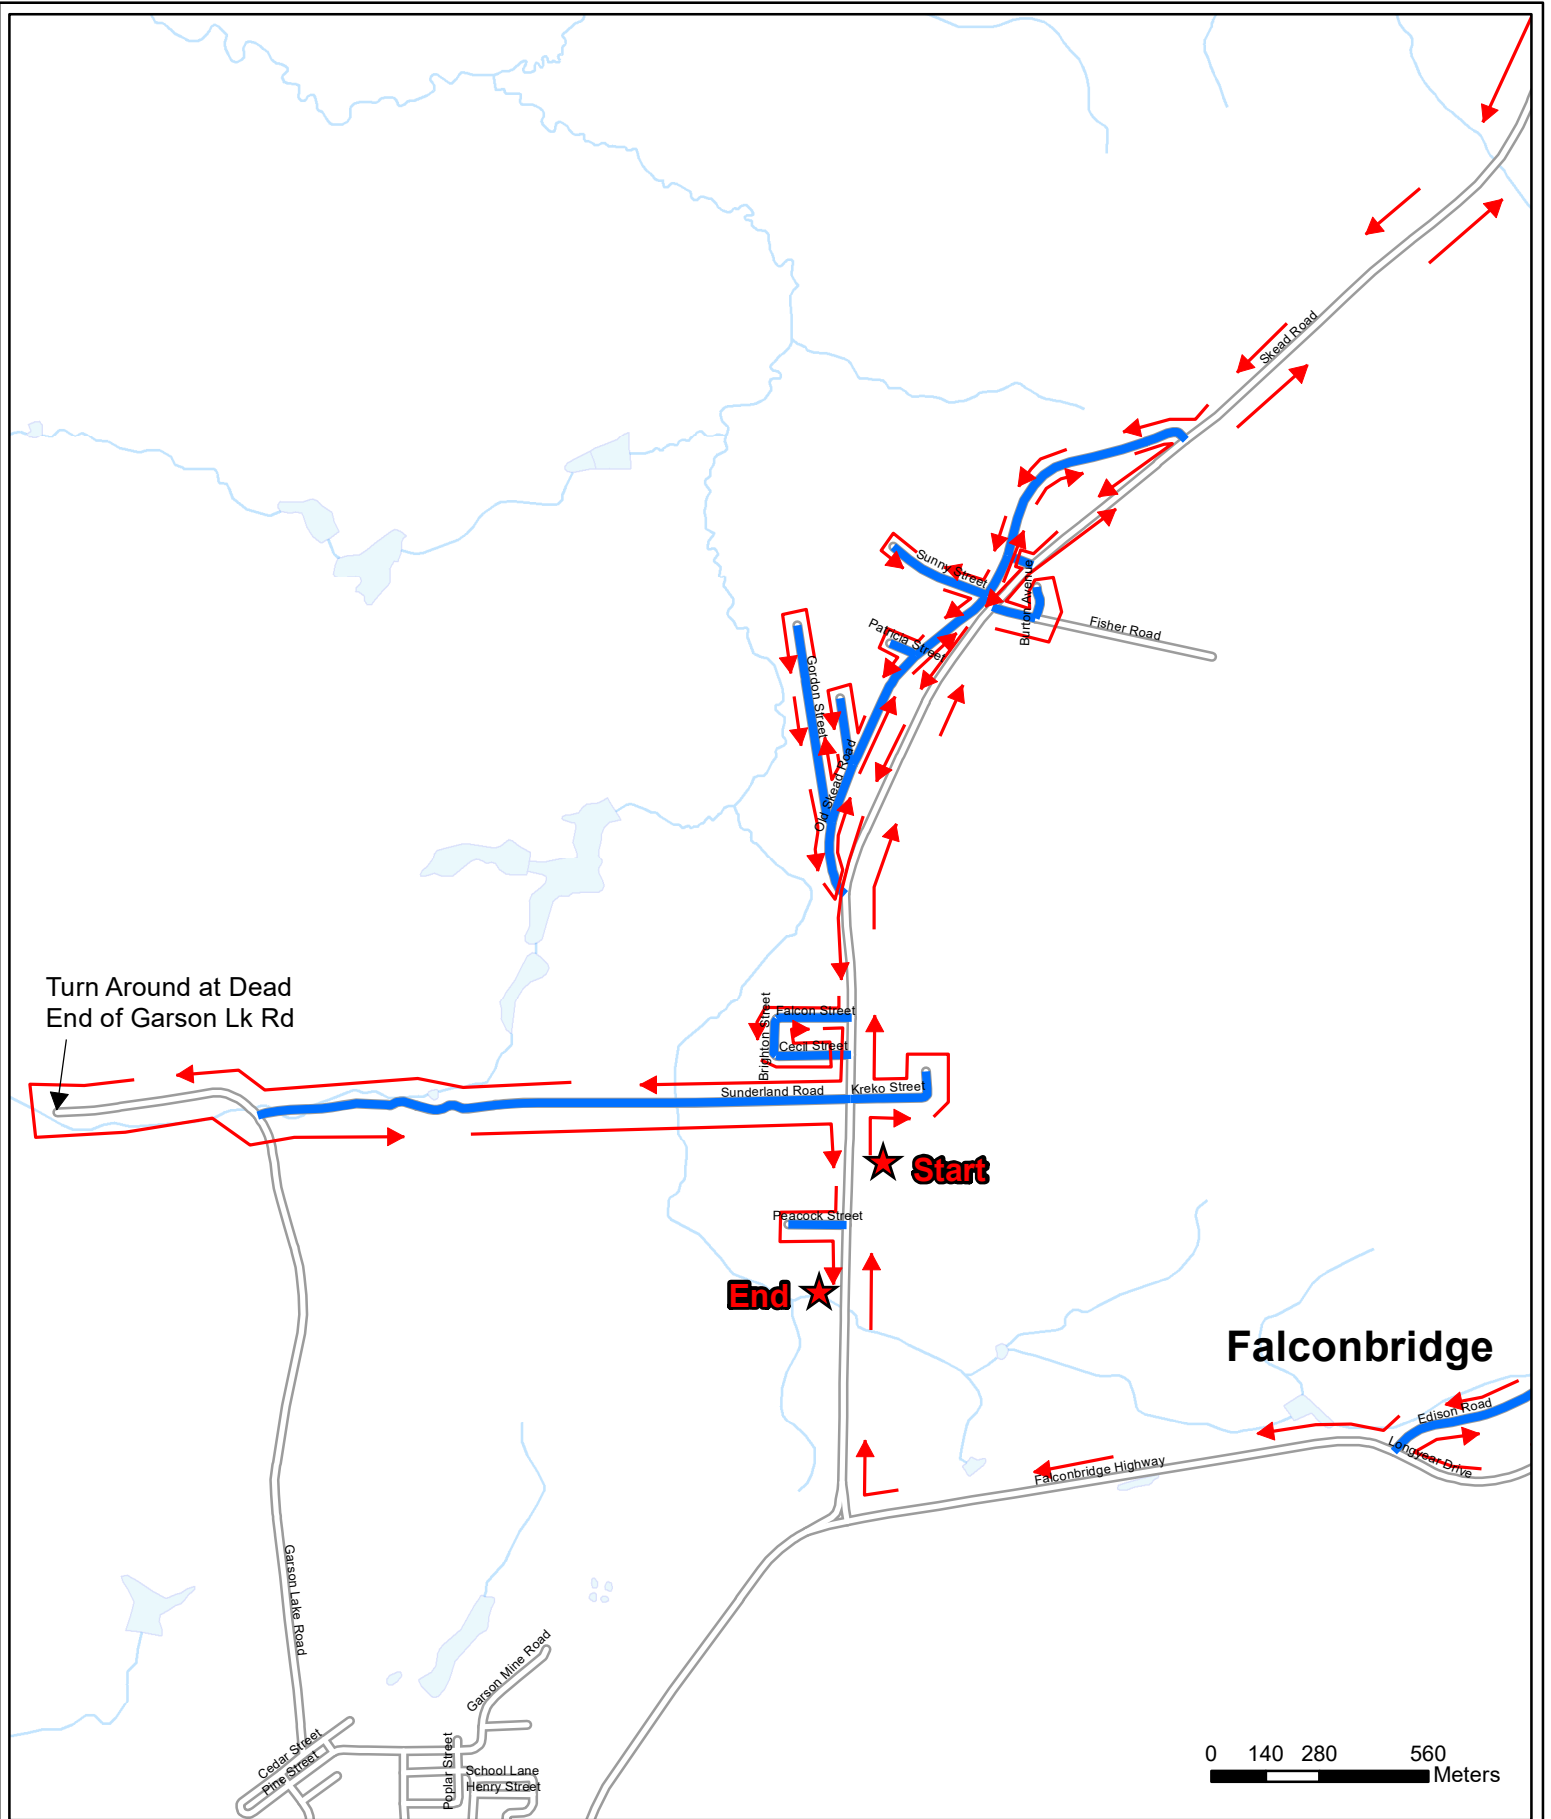 Skead Road
Sunny Street
Burton Avenue
Fisher Road
Patricia Street
Gordon Street
Old Skead Road
Turn Around at Dead
End of Garson Lk Rd
Brighton Street
Falcon Street
Cecil Street
Sunderland Road
Kreko Street
Start
Peacock Street
End
Falconbridge
Edison Road
Longyear Drive
Falconbridge Highway
Garson Lake Road
Garson Mine Road
Cedar Street
Pine Street
Poplar Street
School Lane
Henry Street
0 140 280 560
Meters